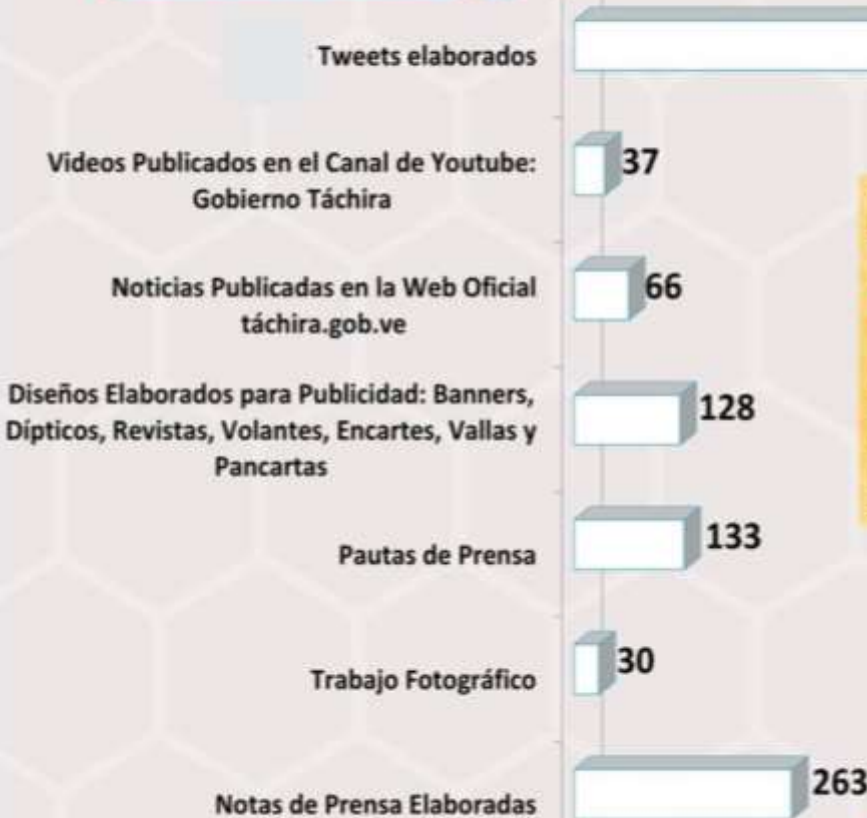 Tweets elaborados
Videos Publicados en el Canal de Youtube:
Gobierno Táchira
37
Noticias Publicadas en la Web Oficial
táchira.gob.ve
66
Diseños Elaborados para Publicidad: Banners,
Dípticos, Revistas, Volantes, Encartes, Vallas y
Pancartas
128
Pautas de Prensa
133
Trabajo Fotográfico
30
Notas de Prensa Elaboradas
263